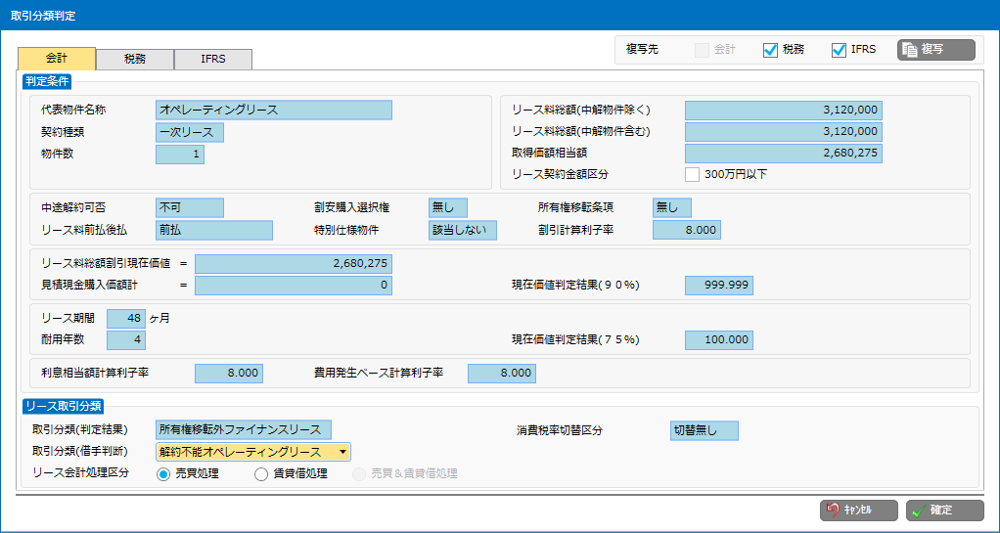 取引分類判定
会計 税務 IFRS 複写先 会計 税務 IFRS 複写
判定条件
代表物件名称 オペレーティングリース
契約種類 一次リース
物件数 1
リース料総額(中解物件除く) 3,120,000
リース料総額(中解物件含む) 3,120,000
取得価額相当額 2,680,275
リース契約金額区分 300万円以下
中途解約可否 不可 割安購入選択権 無し 所有権移転条項 無し
リース料前払後払 前払 特別仕様物件 該当しない 割引計算利子率 8.000
リース料総額割引現在価値 = 2,680,275
見積現金購入価額計 = 0 現在価値判定結果(90%) 999.999
リース期間 48 ヶ月
耐用年数 4 現在価値判定結果(75%) 100.000
利息相当額計算利子率 8.000 費用発生ベース計算利子率 8.000
リース取引分類
取引分類(判定結果) 所有権移転外ファイナンスリース 消費税率切替区分 切替無し
取引分類(借手判断) 解約不能オペレーティングリース
リース会計処理区分 売買処理 賃貸借処理 売買&賃貸借処理
キャンセル 確定